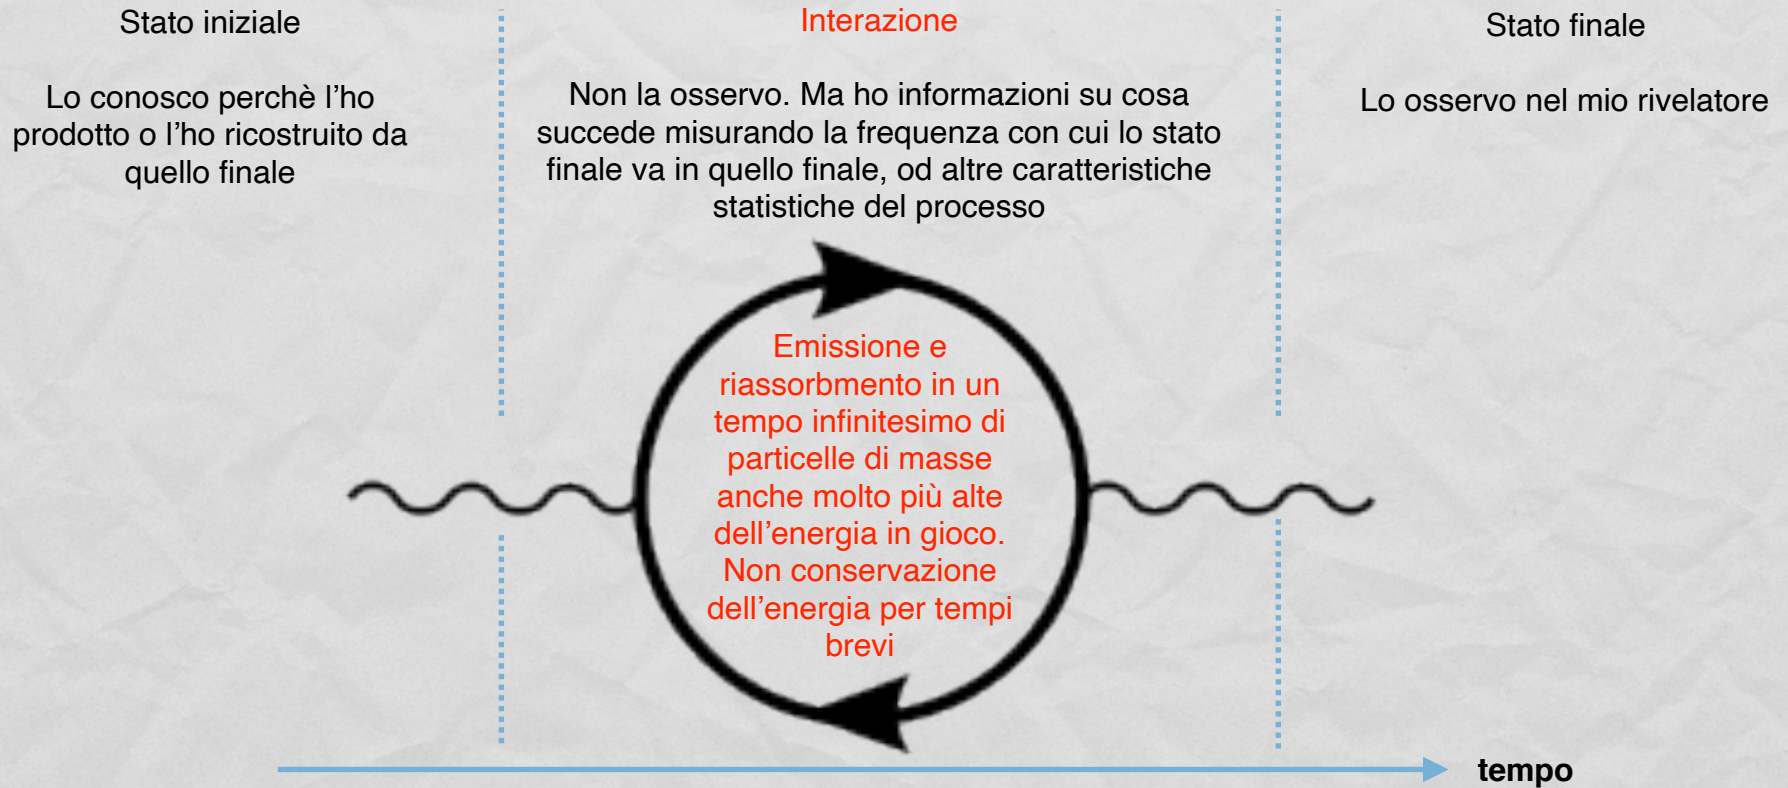 Stato iniziale
Lo conosco perchè l'ho
prodotto o l'ho ricostruito da
quello finale
Interazione
Non la osservo. Ma ho informazioni su cosa
succede misurando la frequenza con cui lo stato
finale va in quello finale, od altre caratteristiche
statistiche del processo
Stato finale
Lo osservo nel mio rivelatore
Emissione e
riassorbmento in un
tempo infinitesimo di
particelle di masse
anche molto più alte
dell'energia in gioco.
Non conservazione
dell'energia per tempi
brevi
tempo